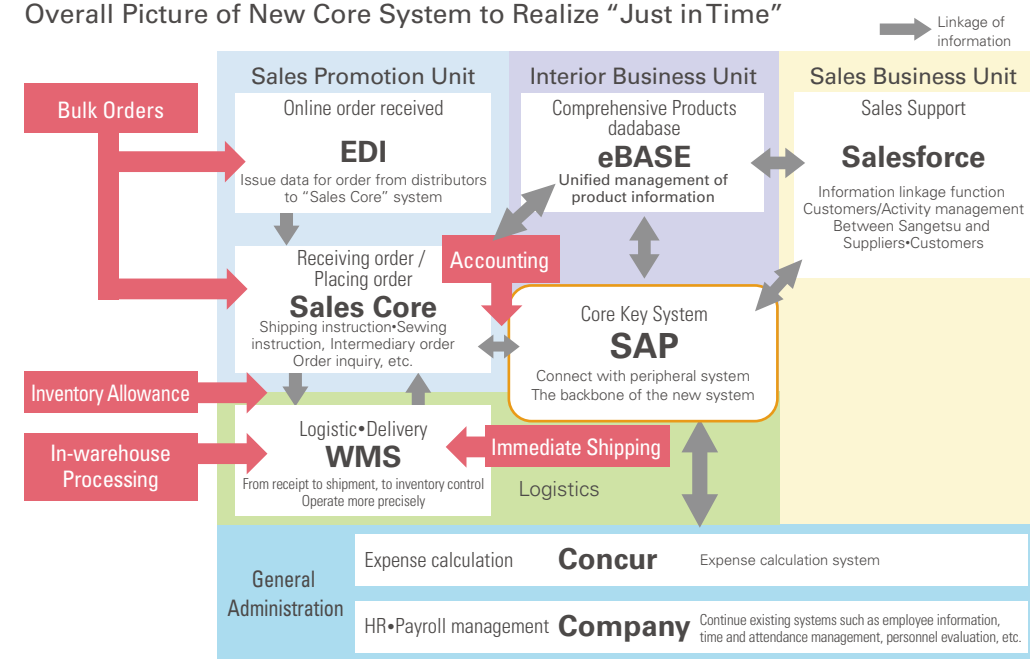 Overall Picture of New Core System to Realize “Just in Time”
Linkage of
information
Sales Promotion Unit
Interior Business Unit
Sales Business Unit
Bulk Orders
Online order received
EDI
Issue data for order from distributors
to “Sales Core” system
Comprehensive Products
dadabase
eBASE
Unified management of
product information
Sales Support
Salesforce
Information linkage function
Customers/Activity management
Between Sangetsu and
Suppliers•Customers
Accounting
Receiving order /
Placing order
Sales Core
Shipping instruction•Sewing
instruction, Intermediary order
Order inquiry, etc.
Core Key System
SAP
Connect with peripheral system
The backbone of the new system
Inventory Allowance
In-warehouse
Processing
Logistic•Delivery
WMS
From receipt to shipment, to inventory control
Operate more precisely
Immediate Shipping
Logistics
General
Administration
Expense calculation
Concur
Expense calculation system
HR•Payroll management
Company
Continue existing systems such as employee information,
time and attendance management, personnel evaluation, etc.